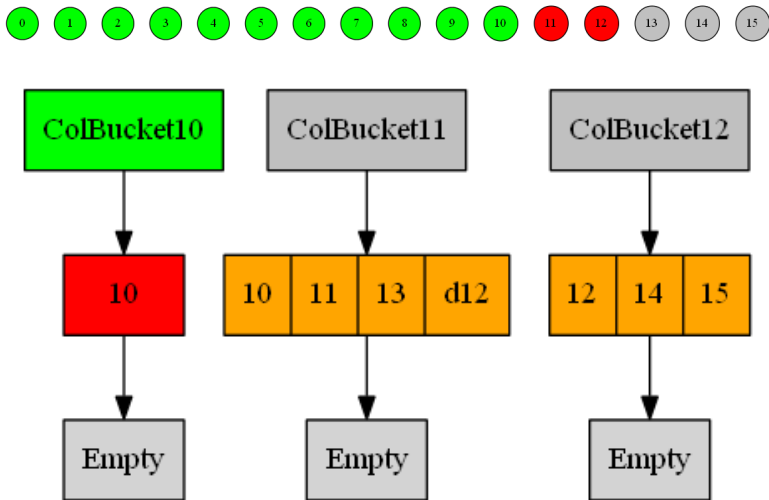 0 1 2 3 4 5 6 7 8 9 10 11 12 13 14 15
ColBucket10 ColBucket11 ColBucket12
10 10 11 13 d12 12 14 15
Empty Empty Empty